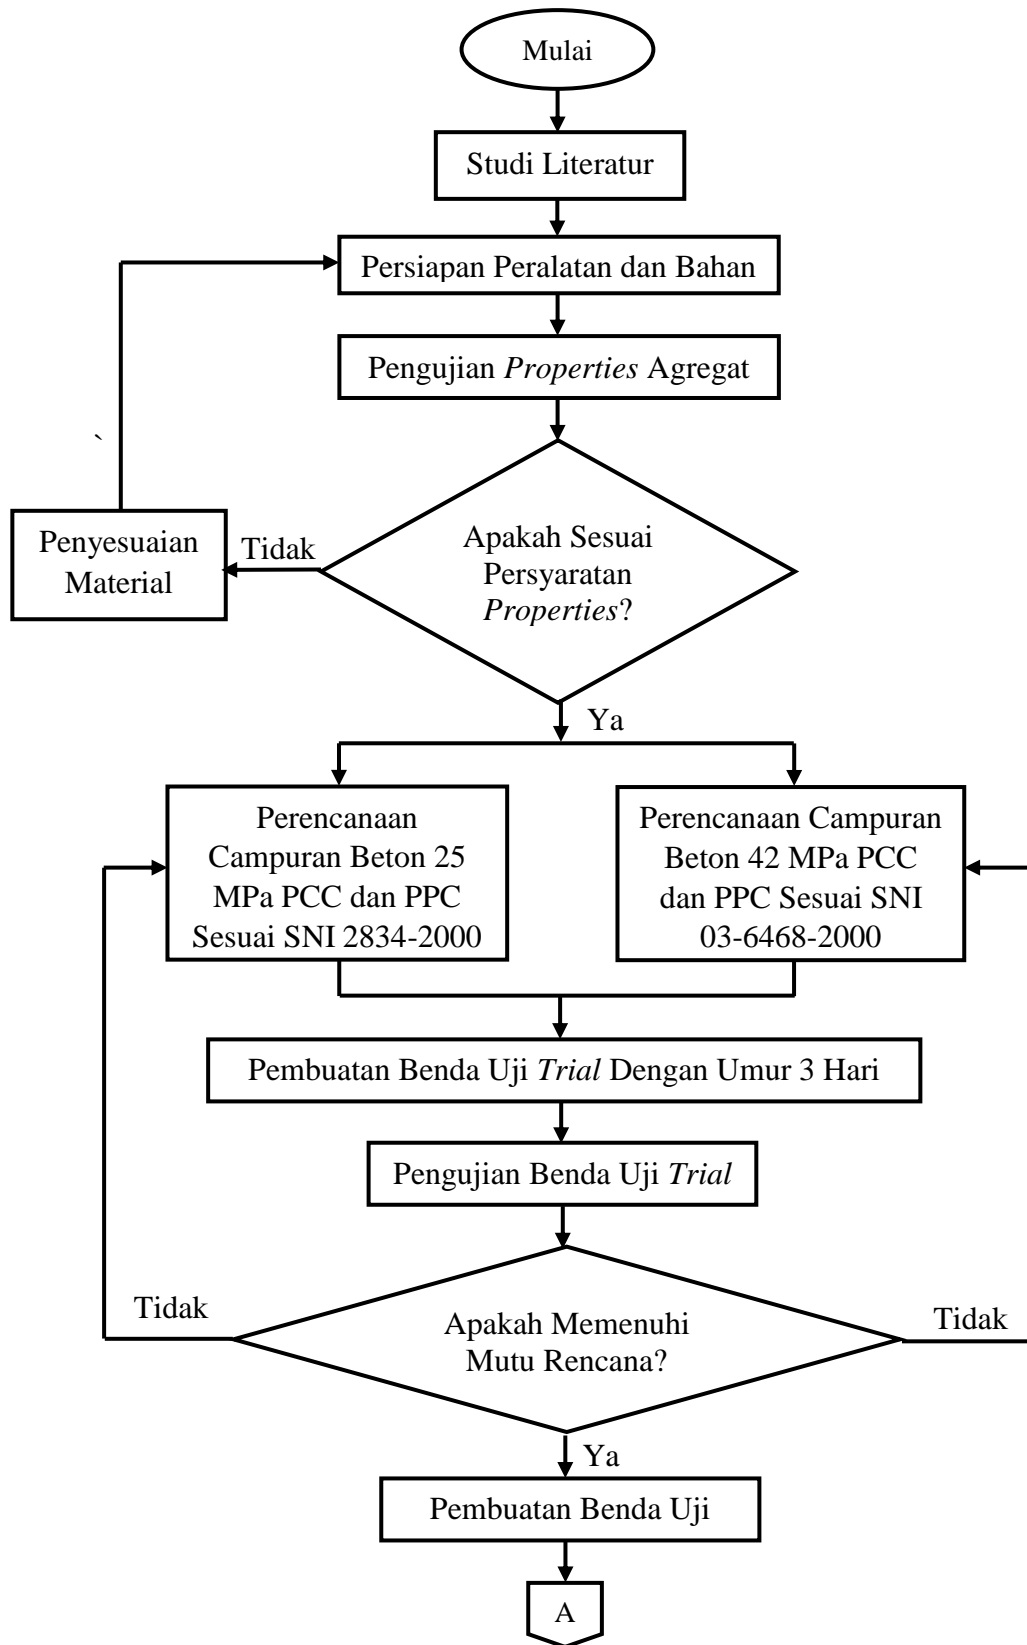 Mulai
Studi Literatur
Persiapan Peralatan dan Bahan
Pengujian Properties Agregat
`
Apakah Sesuai
Persyaratan
Properties?
Tidak
Penyesuaian
Material
Ya
Perencanaan
Campuran Beton 25
MPa PCC dan PPC
Sesuai SNI 2834-2000
Perencanaan Campuran
Beton 42 MPa PCC
dan PPC Sesuai SNI
03-6468-2000
Pembuatan Benda Uji Trial Dengan Umur 3 Hari
Pengujian Benda Uji Trial
Tidak
Apakah Memenuhi
Mutu Rencana?
Tidak
Ya
Pembuatan Benda Uji
A